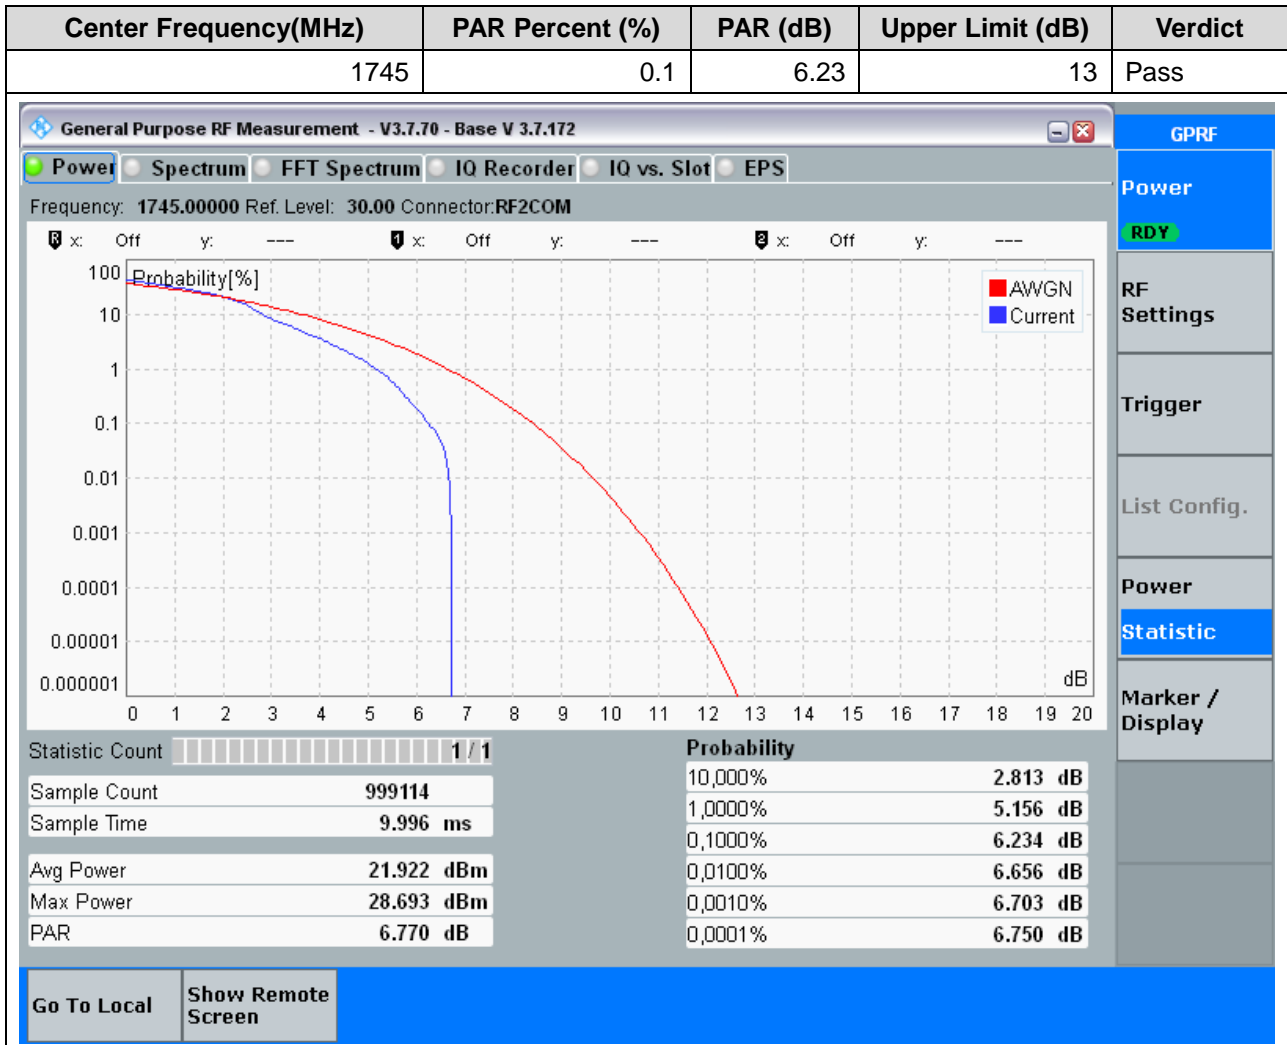 Center Frequency(MHz) PAR Percent (%) PAR (dB) Upper Limit (dB) Verdict
1745 0.1 6.23 13 Pass
General Purpose RF Measurement - V3.7.70 - Base V 3.7.172
GPRF
Power Spectrum FFT Spectrum IQ Recorder IQ vs. Slot EPS
Power
RDY
Frequency: 1745.00000 Ref. Level: 30.00 Connector:RF2COM
R x: Off y: --- 1 x: Off y: --- 2 x: Off y: ---
Probability[%]
AWGN
Current
100
10
1
0.1
0.01
0.001
0.0001
0.00001
0.000001
dB
0 1 2 3 4 5 6 7 8 9 10 11 12 13 14 15 16 17 18 19 20
RF
Settings
Trigger
List Config.
Power
Statistic
Marker /
Display
Statistic Count 1 / 1
Sample Count 999114
Sample Time 9.996 ms
Avg Power 21.922 dBm
Max Power 28.693 dBm
PAR 6.770 dB
Probability
10,000% 2.813 dB
1,0000% 5.156 dB
0,1000% 6.234 dB
0,0100% 6.656 dB
0,0010% 6.703 dB
0,0001% 6.750 dB
Go To Local
Show Remote
Screen